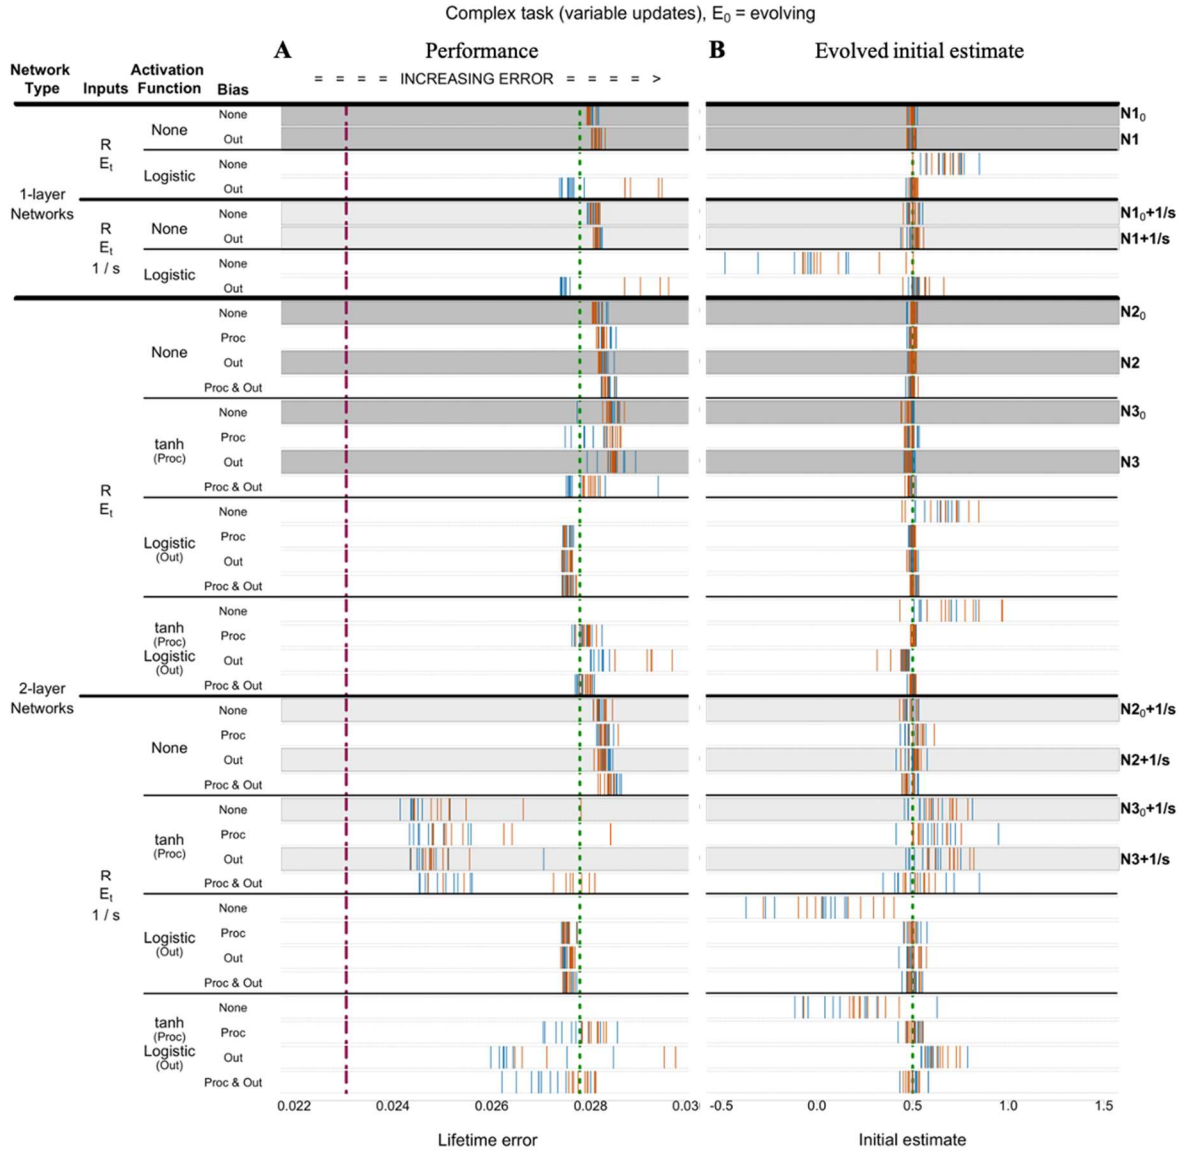 Complex task (variable updates), E0 = evolving
A Performance B Evolved initial estimate
= = = = INCREASING ERROR = = = = >
Network Type Inputs Activation Function Bias
1-layer Networks
R Et
None
None N10
Out N1
Logistic
None
Out
R Et 1 / s
None
None N10+1/s
Out N1+1/s
Logistic
None
Out
2-layer Networks
R Et
None
None N20
Proc
Out N2
Proc & Out
tanh (Proc)
None N30
Proc
Out N3
Proc & Out
Logistic (Out)
None
Proc
Out
Proc & Out
tanh (Proc) Logistic (Out)
None
Proc
Out
Proc & Out
R Et 1 / s
None
None N20+1/s
Proc
Out N2+1/s
Proc & Out
tanh (Proc)
None N30+1/s
Proc
Out N3+1/s
Proc & Out
Logistic (Out)
None
Proc
Out
Proc & Out
tanh (Proc) Logistic (Out)
None
Proc
Out
Proc & Out
0.022 0.024 0.026 0.028 0.03 -0.5 0.0 0.5 1.0 1.5
Lifetime error Initial estimate